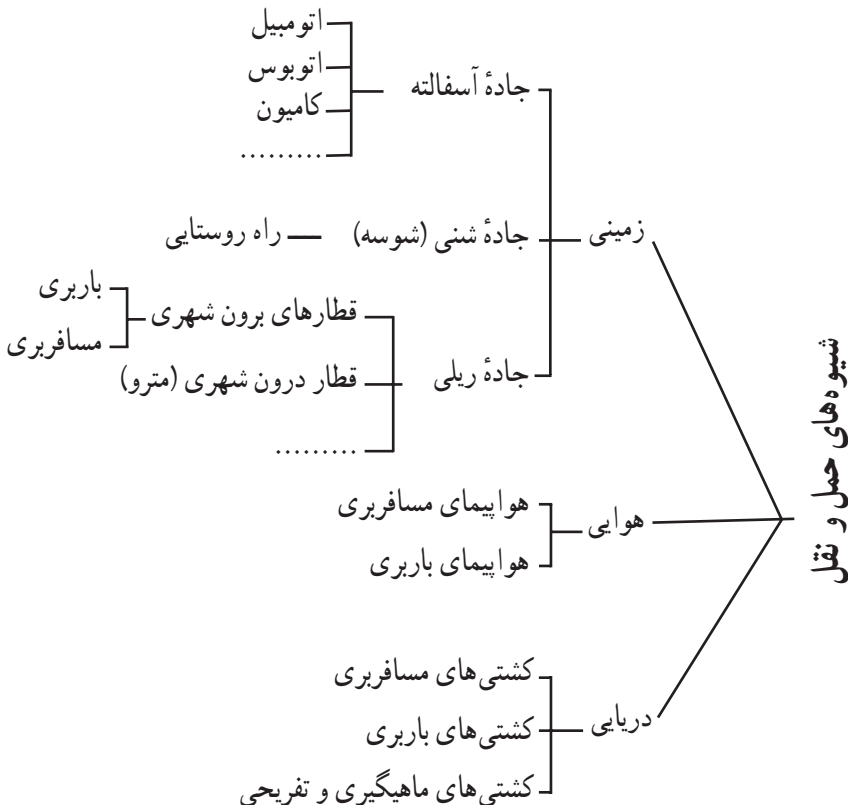 شیوه‌های حمل و نقل
زمینی
جادهٔ آسفالته
اتومبیل
اتوبوس
کامیون
.........
جادهٔ شنی (شوسه)
راه روستایی
جادهٔ ریلی
قطارهای برون شهری
باربری
مسافربری
قطار درون شهری (مترو)
.........
هوایی
هواپیمای مسافربری
هواپیمای باربری
دریایی
کشتی‌های مسافربری
کشتی‌های باربری
کشتی‌های ماهیگیری و تفریحی